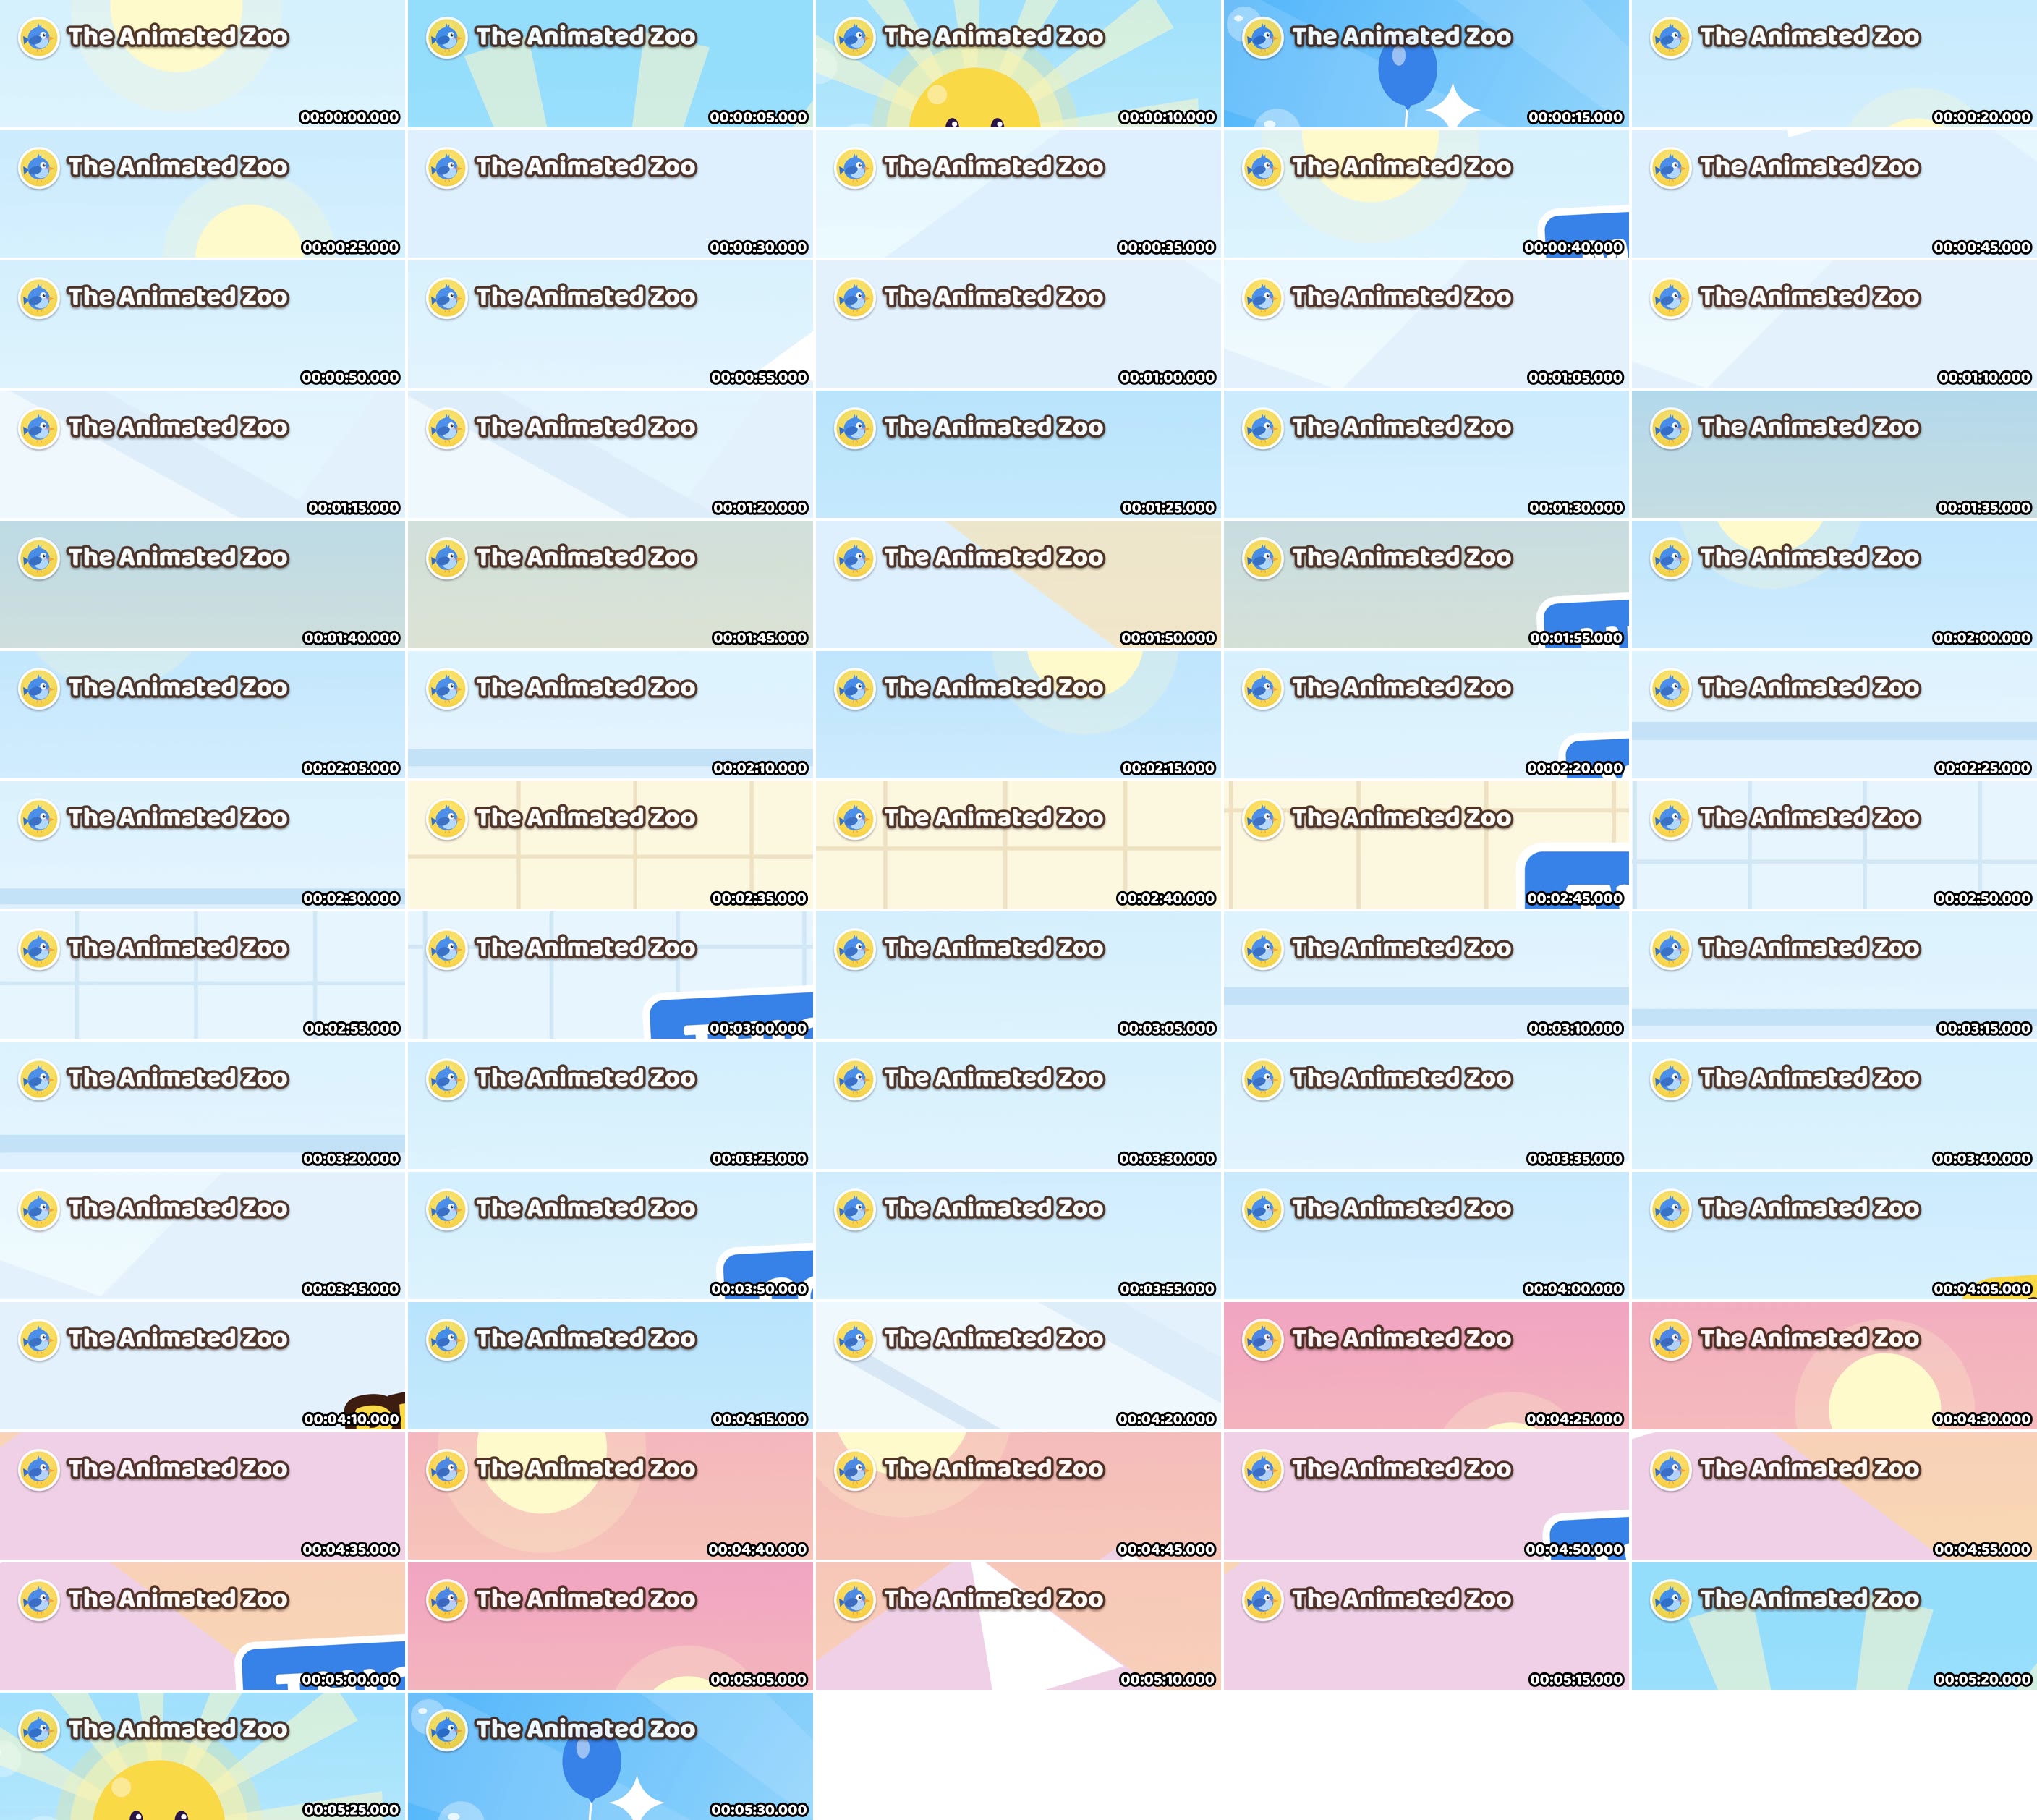 The Animated Zoo The Animated Zoo The Animated Zoo The Animated Zoo The Animated Zoo
00:00:00.000 00:00:05.000 00:00:10.000 00:00:15.000 00:00:20.000
The Animated Zoo The Animated Zoo The Animated Zoo The Animated Zoo The Animated Zoo
00:00:25.000 00:00:30.000 00:00:35.000 00:00:40.000 00:00:45.000
The Animated Zoo The Animated Zoo The Animated Zoo The Animated Zoo The Animated Zoo
00:00:50.000 00:00:55.000 00:01:00.000 00:01:05.000 00:01:10.000
The Animated Zoo The Animated Zoo The Animated Zoo The Animated Zoo The Animated Zoo
00:01:15.000 00:01:20.000 00:01:25.000 00:01:30.000 00:01:35.000
The Animated Zoo The Animated Zoo The Animated Zoo The Animated Zoo The Animated Zoo
00:01:40.000 00:01:45.000 00:01:50.000 00:01:55.000 00:02:00.000
The Animated Zoo The Animated Zoo The Animated Zoo The Animated Zoo The Animated Zoo
00:02:05.000 00:02:10.000 00:02:15.000 00:02:20.000 00:02:25.000
The Animated Zoo The Animated Zoo The Animated Zoo The Animated Zoo The Animated Zoo
00:02:30.000 00:02:35.000 00:02:40.000 00:02:45.000 00:02:50.000
The Animated Zoo The Animated Zoo The Animated Zoo The Animated Zoo The Animated Zoo
00:02:55.000 00:03:00.000 00:03:05.000 00:03:10.000 00:03:15.000
The Animated Zoo The Animated Zoo The Animated Zoo The Animated Zoo The Animated Zoo
00:03:20.000 00:03:25.000 00:03:30.000 00:03:35.000 00:03:40.000
The Animated Zoo The Animated Zoo The Animated Zoo The Animated Zoo The Animated Zoo
00:03:45.000 00:03:50.000 00:03:55.000 00:04:00.000 00:04:05.000
The Animated Zoo The Animated Zoo The Animated Zoo The Animated Zoo The Animated Zoo
00:04:10.000 00:04:15.000 00:04:20.000 00:04:25.000 00:04:30.000
The Animated Zoo The Animated Zoo The Animated Zoo The Animated Zoo The Animated Zoo
00:04:35.000 00:04:40.000 00:04:45.000 00:04:50.000 00:04:55.000
The Animated Zoo The Animated Zoo The Animated Zoo The Animated Zoo The Animated Zoo
00:05:00.000 00:05:05.000 00:05:10.000 00:05:15.000 00:05:20.000
The Animated Zoo The Animated Zoo
00:05:25.000 00:05:30.000